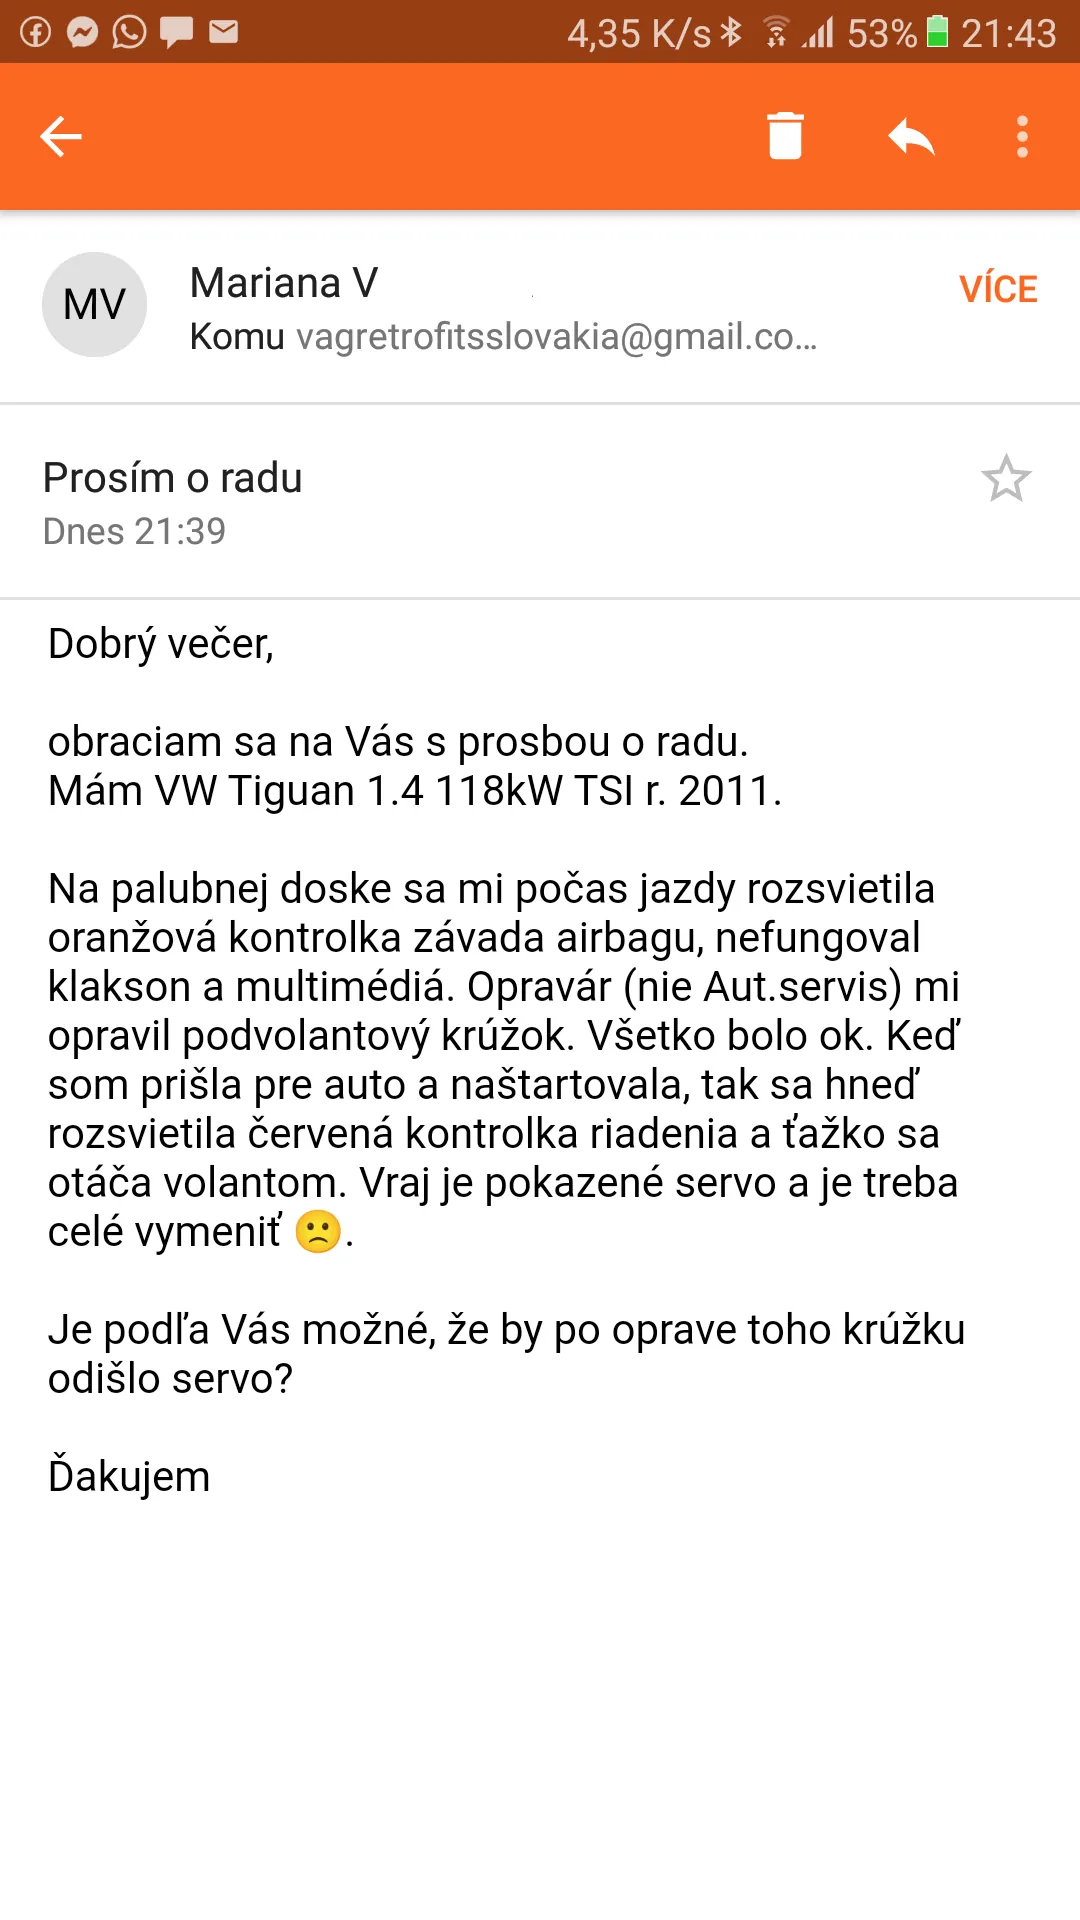 4,35 K/s 53% 21:43
MV
Mariana V
VÍCE
Komu vagretrofitsslovakia@gmail.co...
Prosím o radu
Dnes 21:39
Dobrý večer,
obraciam sa na Vás s prosbou o radu.
Mám VW Tiguan 1.4 118kW TSI r. 2011.
Na palubnej doske sa mi počas jazdy rozsvietila
oranžová kontrolka závada airbagu, nefungoval
klakson a multimédiá. Opravár (nie Aut.servis) mi
opravil podvolantový krúžok. Všetko bolo ok. Keď
som prišla pre auto a naštartovala, tak sa hneď
rozsvietila červená kontrolka riadenia a ťažko sa
otáča volantom. Vraj je pokazené servo a je treba
celé vymeniť 🙁.
Je podľa Vás možné, že by po oprave toho krúžku
odišlo servo?
Ďakujem